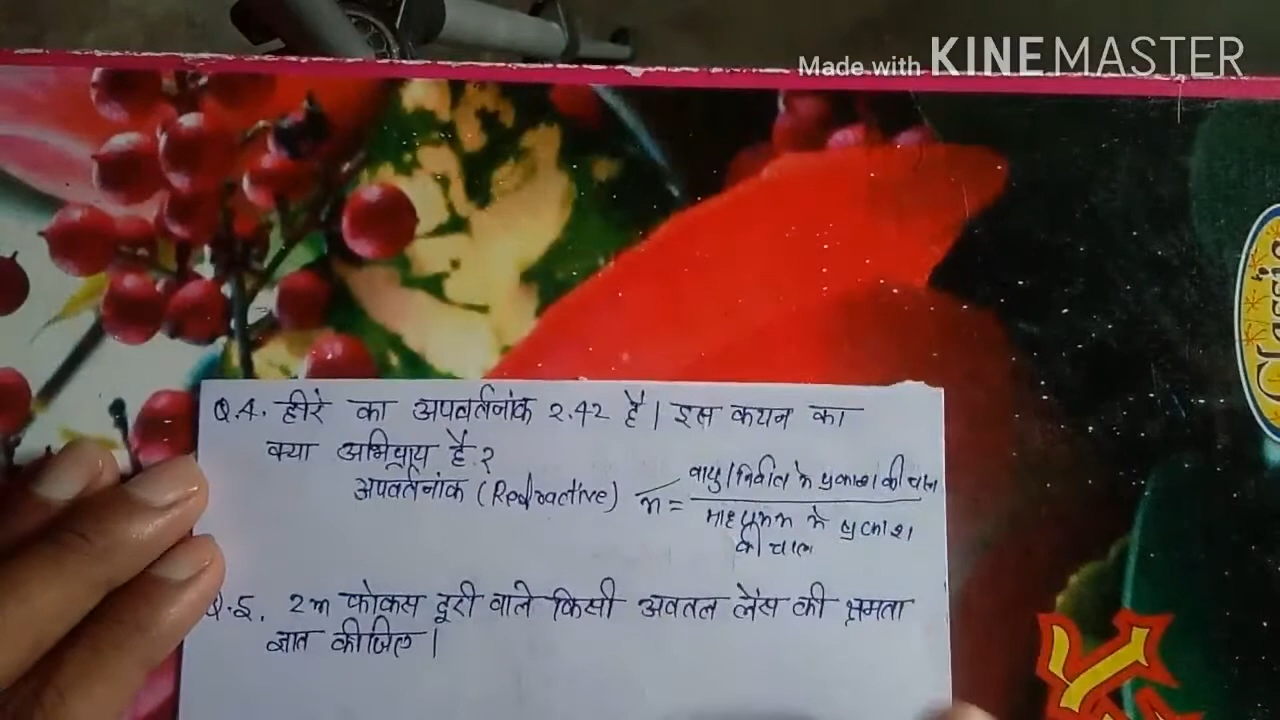 Made with KINEMASTER
Classic
Q.4. हीरे का अपवर्तनांक 2.42 है। इस कथन का
क्या अभिप्राय है?
अपवर्तनांक (Refractive) n = वायु/निर्वात मे प्रकाश की चाल
माध्यम मे प्रकाश
की चाल
Q.5. 2m फोकस दूरी वाले किसी अवतल लेंस की क्षमता
ज्ञात कीजिए।